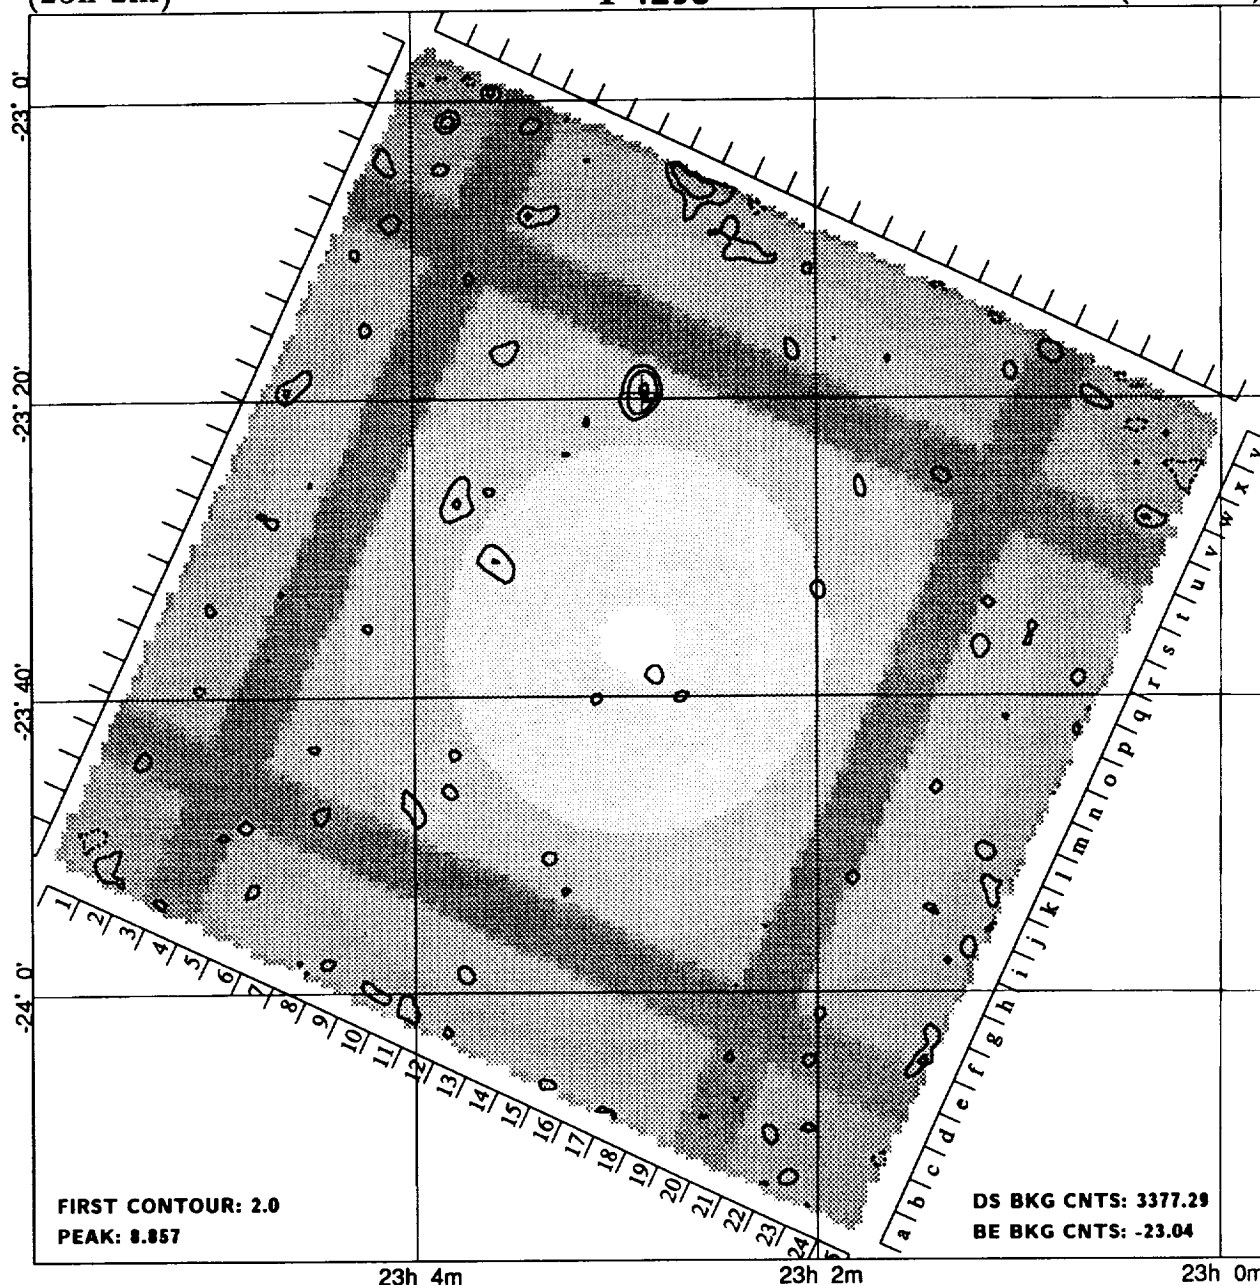 -23° 0'
-23° 20'
-23° 40'
-24° 0'
1 2 3 4 5 6 7 8 9 10 11 12 13 14 15 16 17 18 19 20 21 22 23 24
a b c d e f g h i j k l m n o p q r s t u v w x y
FIRST CONTOUR: 2.0
PEAK: 8.857
DS BKG CNTS: 3377.29
BE BKG CNTS: -23.04
23h 4m
23h 2m
23h 0m